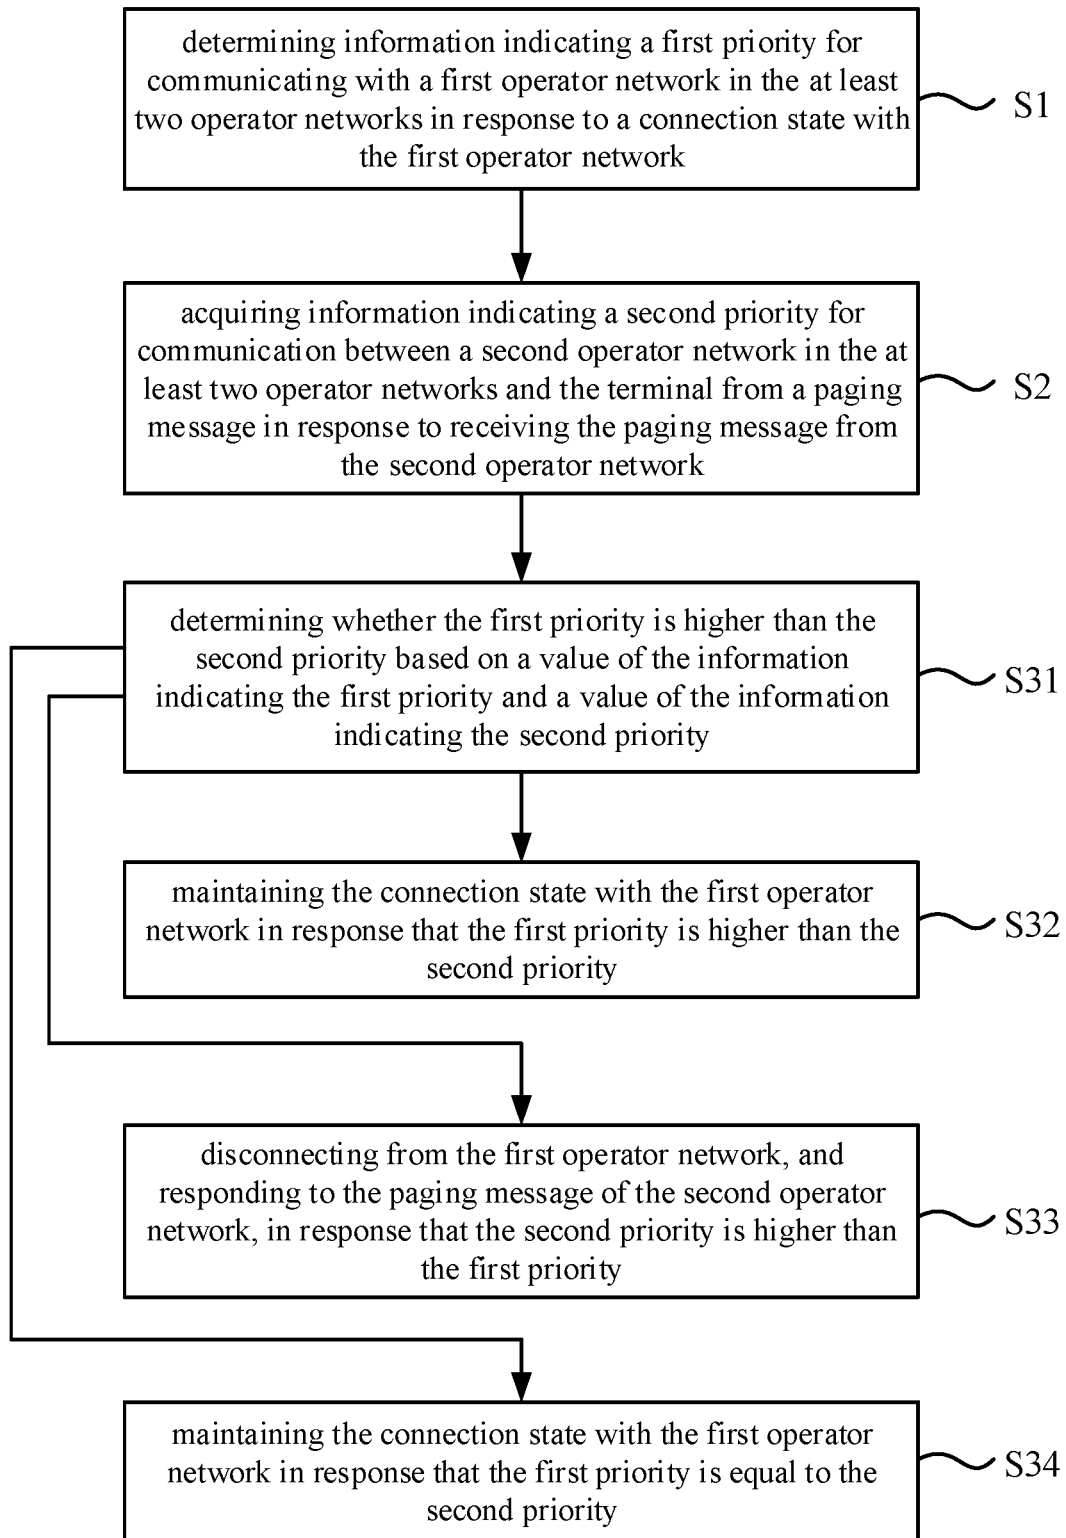 determining information indicating a first priority for
communicating with a first operator network in the at least
two operator networks in response to a connection state with
the first operator network
S1
acquiring information indicating a second priority for
communication between a second operator network in the at
least two operator networks and the terminal from a paging
message in response to receiving the paging message from
the second operator network
S2
determining whether the first priority is higher than the
second priority based on a value of the information
indicating the first priority and a value of the information
indicating the second priority
S31
maintaining the connection state with the first operator
network in response that the first priority is higher than the
second priority
S32
disconnecting from the first operator network, and
responding to the paging message of the second operator
network, in response that the second priority is higher than
the first priority
S33
maintaining the connection state with the first operator
network in response that the first priority is equal to the
second priority
S34